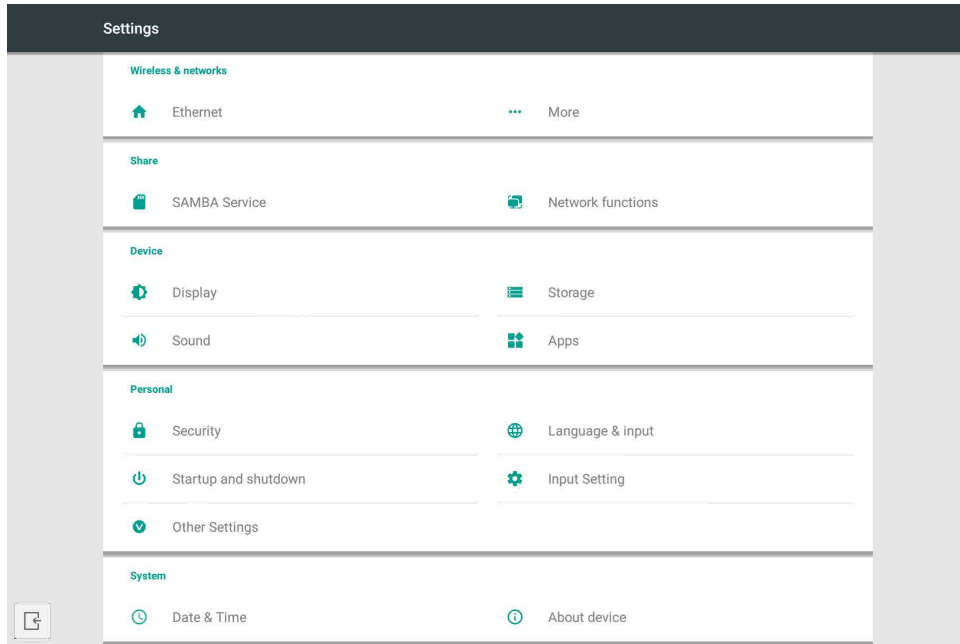 Settings
Wireless & networks
Ethernet
More
Share
SAMBA Service
Network functions
Device
Display
Storage
Sound
Apps
Personal
Security
Language & input
Startup and shutdown
Input Setting
Other Settings
System
Date & Time
About device